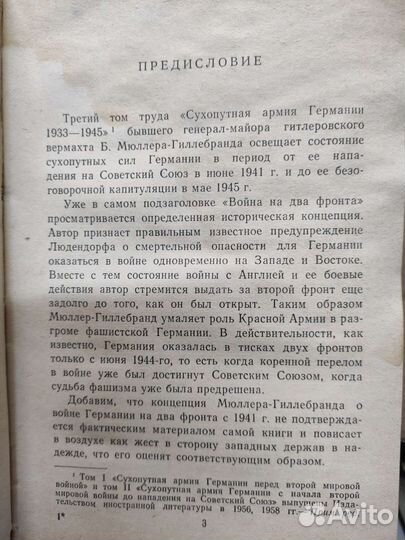 ПРЕДИСЛОВИЕ
Третий том труда «Сухопутная армия Германии
1933—1945» ¹ бывшего генерал-майора гитлеровского
вермахта Б. Мюллера-Гиллебранда освещает состояние
сухопутных сил Германии в период от ее напа-
дения на Советский Союз в июне 1941 г. и до ее безо-
говорочной капитуляции в мае 1945 г.
Уже в самом подзаголовке «Война на два фронта»
просматривается определенная историческая концепция.
Автор признает правильным известное предупреждение
Людендорфа о смертельной опасности для Германии
оказаться в войне одновременно на Западе и Востоке.
Вместе с тем состояние войны с Англией и ее боевые
действия автор стремится выдать за второй фронт еще
задолго до того, как он был открыт. Таким образом
Мюллер-Гиллебранд умаляет роль Красной Армии в раз-
громе фашистской Германии. В действительности, как
известно, Германия оказалась в тисках двух фронтов
только с июня 1944-го, то есть когда коренной перелом
в войне уже был достигнут Советским Союзом, когда
судьба фашизма уже была предрешена.
Добавим, что концепция Мюллера-Гиллебранда о
войне Германии на два фронта с 1941 г. не подтвержда-
ется фактическим материалом самой книги и повисает
в воздухе как жест в сторону западных держав в на-
дежде, что его оценят соответствующим образом.
¹ Том I «Сухопутная армия Германии перед второй мировой
войной» и том II «Сухопутная армия Германии с начала второй
мировой войны до нападения на Советский Союз» выпущены Изда-
тельством иностранной литературы в 1956, 1958 гг.— Прим. ред.
1*
3
Avito